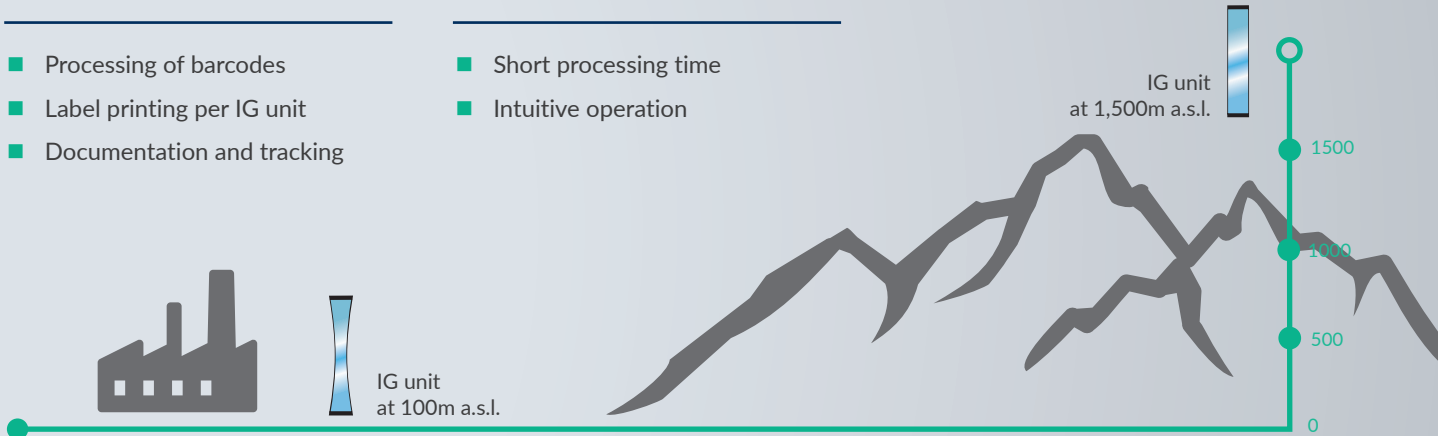 Processing of barcodes
Label printing per IG unit
Documentation and tracking
Short processing time
Intuitive operation
IG unit
at 1,500m a.s.l.
1500
1000
500
0
IG unit
at 100m a.s.l.